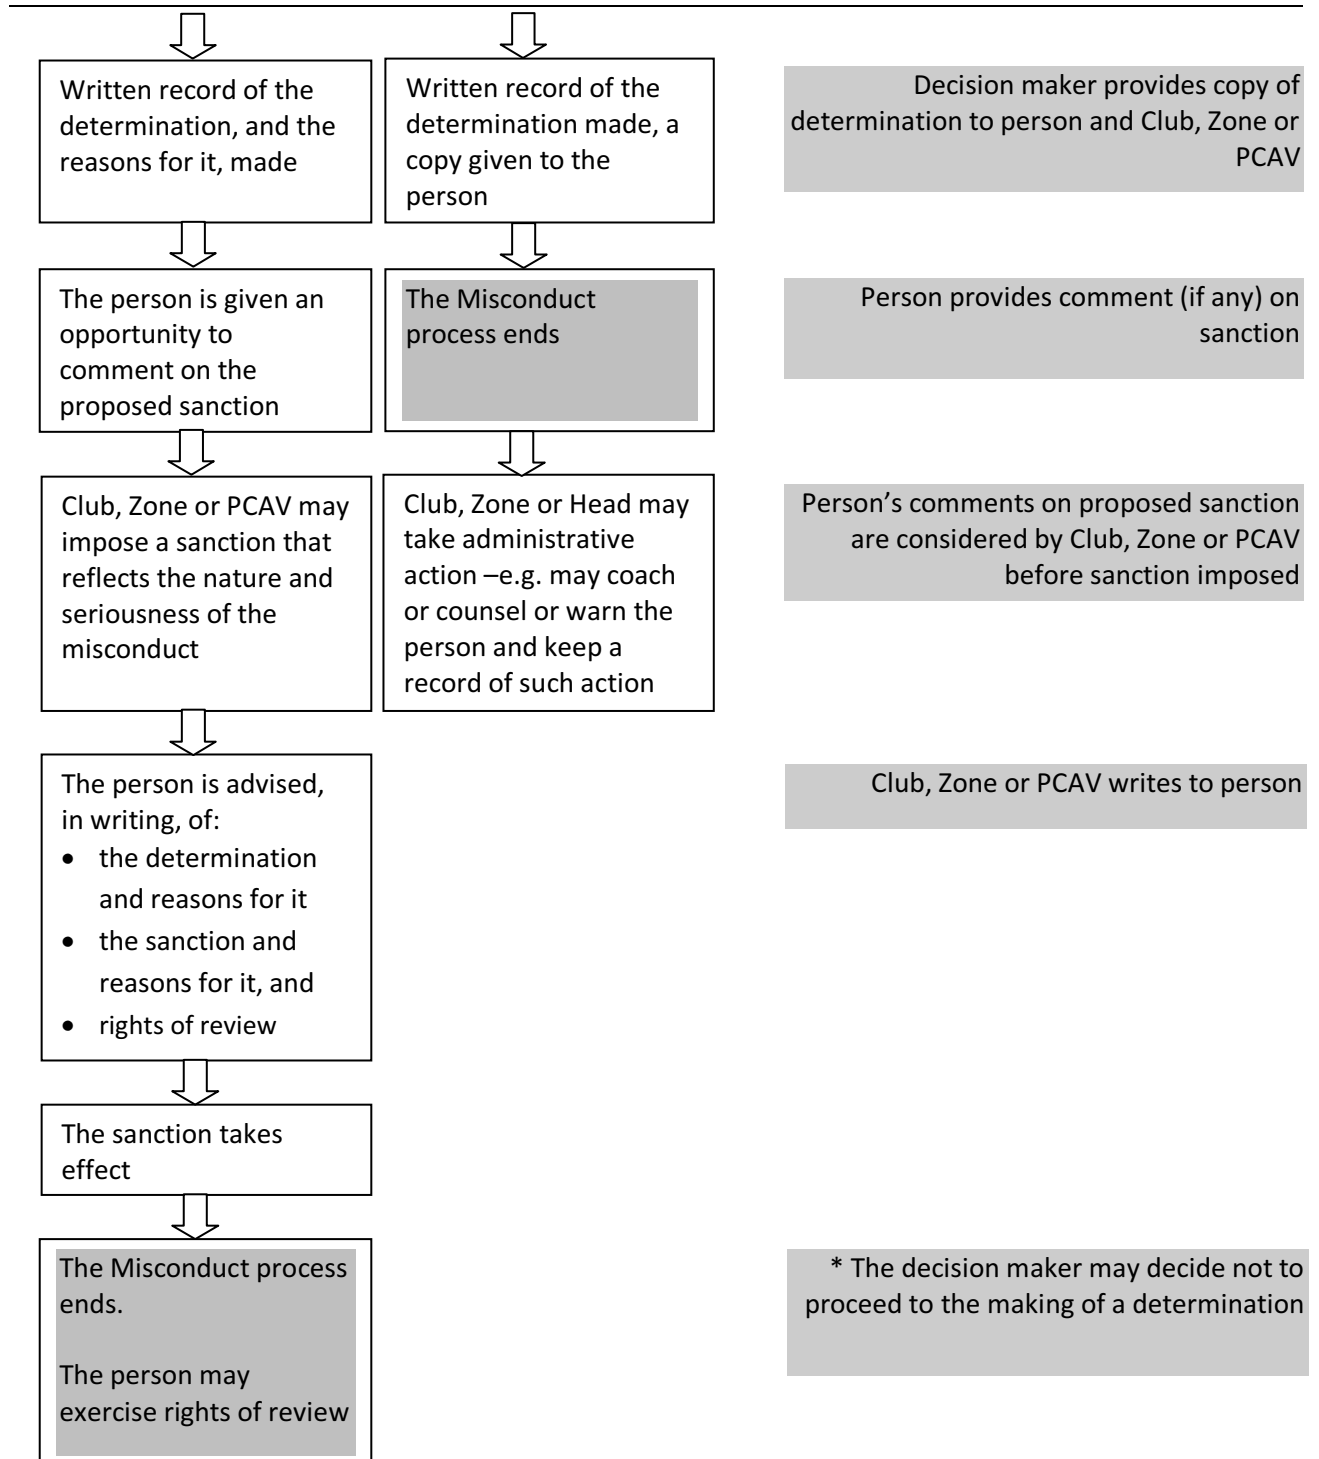 Written record of the
determination, and the
reasons for it, made
Written record of the
determination made, a
copy given to the
person
Decision maker provides copy of
determination to person and Club, Zone or
PCAV
The person is given an
opportunity to
comment on the
proposed sanction
The Misconduct
process ends
Person provides comment (if any) on
sanction
Club, Zone or PCAV may
impose a sanction that
reflects the nature and
seriousness of the
misconduct
Club, Zone or Head may
take administrative
action –e.g. may coach
or counsel or warn the
person and keep a
record of such action
Person’s comments on proposed sanction
are considered by Club, Zone or PCAV
before sanction imposed
The person is advised,
in writing, of:
• the determination
and reasons for it
• the sanction and
reasons for it, and
• rights of review
Club, Zone or PCAV writes to person
The sanction takes
effect
The Misconduct process
ends.
The person may
exercise rights of review
* The decision maker may decide not to
proceed to the making of a determination